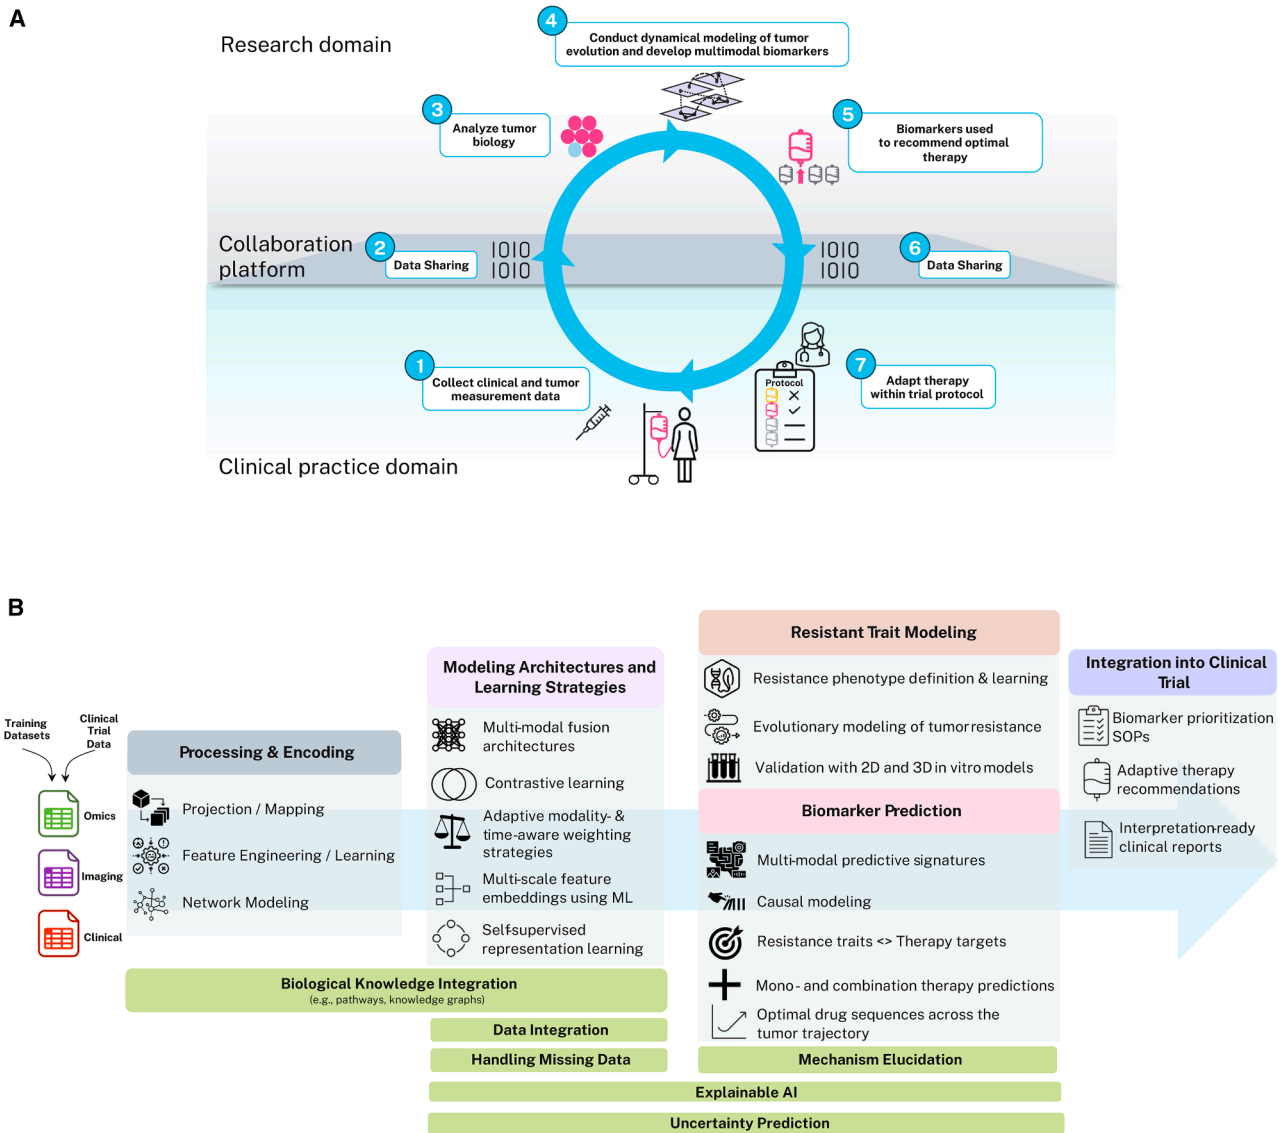 A
Research domain
4
Conduct dynamical modeling of tumor
evolution and develop multimodal biomarkers
3
Analyze tumor
biology
5
Biomarkers used
to recommend optimal
therapy
Collaboration
platform
2
Data Sharing
1010
1010
1010
1010
6
Data Sharing
1
Collect clinical and tumor
measurement data
Protocol
7
Adapt therapy
within trial protocol
Clinical practice domain
B
Training
Datasets
Clinical
Trial
Data
Omics
Imaging
Clinical
Processing & Encoding
Projection / Mapping
Feature Engineering / Learning
Network Modeling
Modeling Architectures and
Learning Strategies
Multi-modal fusion
architectures
Contrastive learning
Adaptive modality- &
time-aware weighting
strategies
Multi-scale feature
embeddings using ML
Self-supervised
representation learning
Resistant Trait Modeling
Resistance phenotype definition & learning
Evolutionary modeling of tumor resistance
Validation with 2D and 3D in vitro models
Biomarker Prediction
Multi-modal predictive signatures
Causal modeling
Resistance traits <> Therapy targets
Mono- and combination therapy predictions
Optimal drug sequences across the
tumor trajectory
Integration into Clinical
Trial
Biomarker prioritization
SOPs
Adaptive therapy
recommendations
Interpretation-ready
clinical reports
Biological Knowledge Integration
(e.g., pathways, knowledge graphs)
Data Integration
Handling Missing Data
Mechanism Elucidation
Explainable AI
Uncertainty Prediction